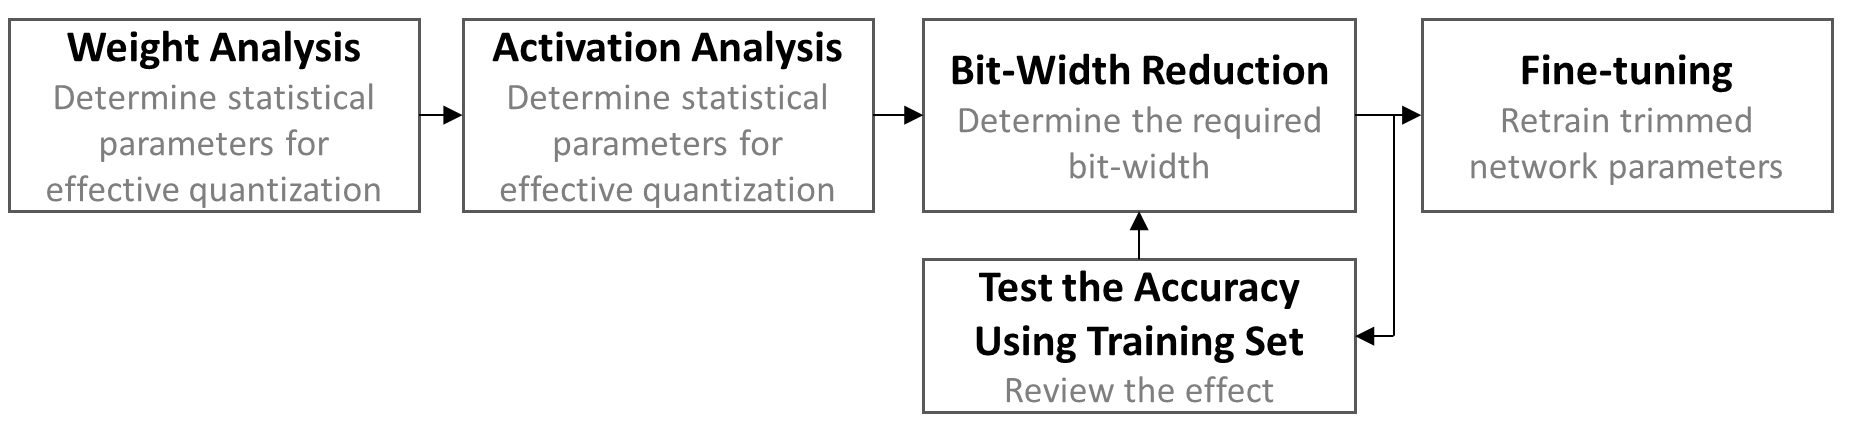 Weight Analysis
Determine statistical
parameters for
effective quantization
Activation Analysis
Determine statistical
parameters for
effective quantization
Bit-Width Reduction
Determine the required
bit-width
Fine-tuning
Retrain trimmed
network parameters
Test the Accuracy
Using Training Set
Review the effect